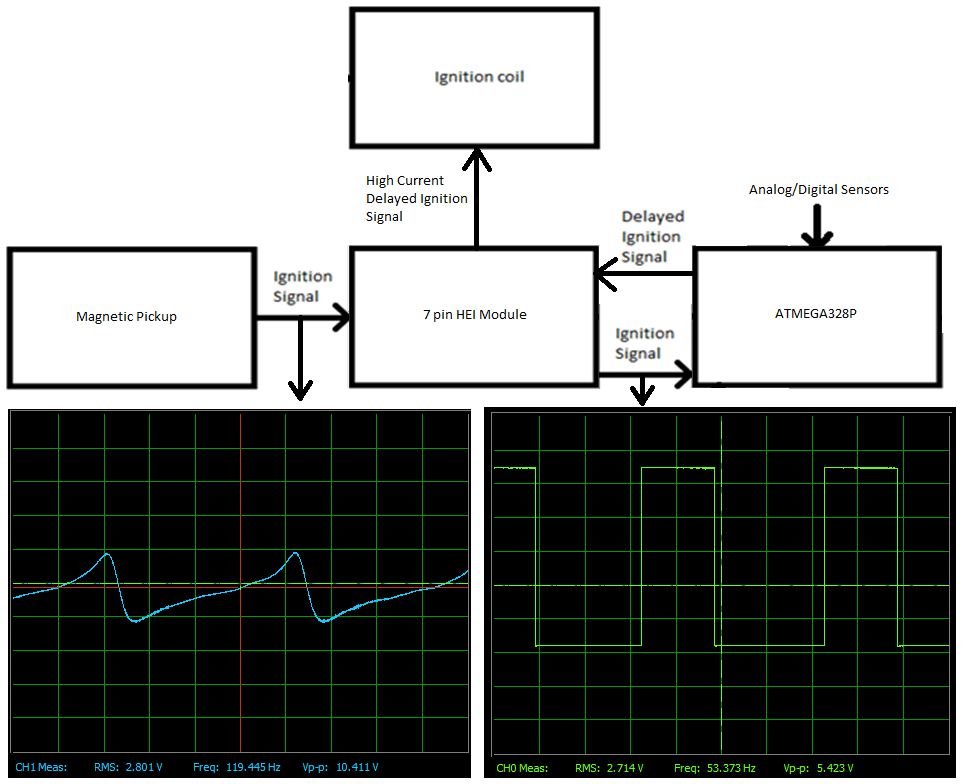 Ignition coil
High Current
Delayed Ignition
Signal
Analog/Digital Sensors
Delayed
Ignition
Signal
Ignition
Signal
Magnetic Pickup
7 pin HEI Module
ATMEGA328P
Ignition
Signal
CH1 Meas: RMS: 2.801 V Freq: 119.445 Hz Vp-p: 10.411 V
CH0 Meas: RMS: 2.714 V Freq: 53.373 Hz Vp-p: 5.423 V